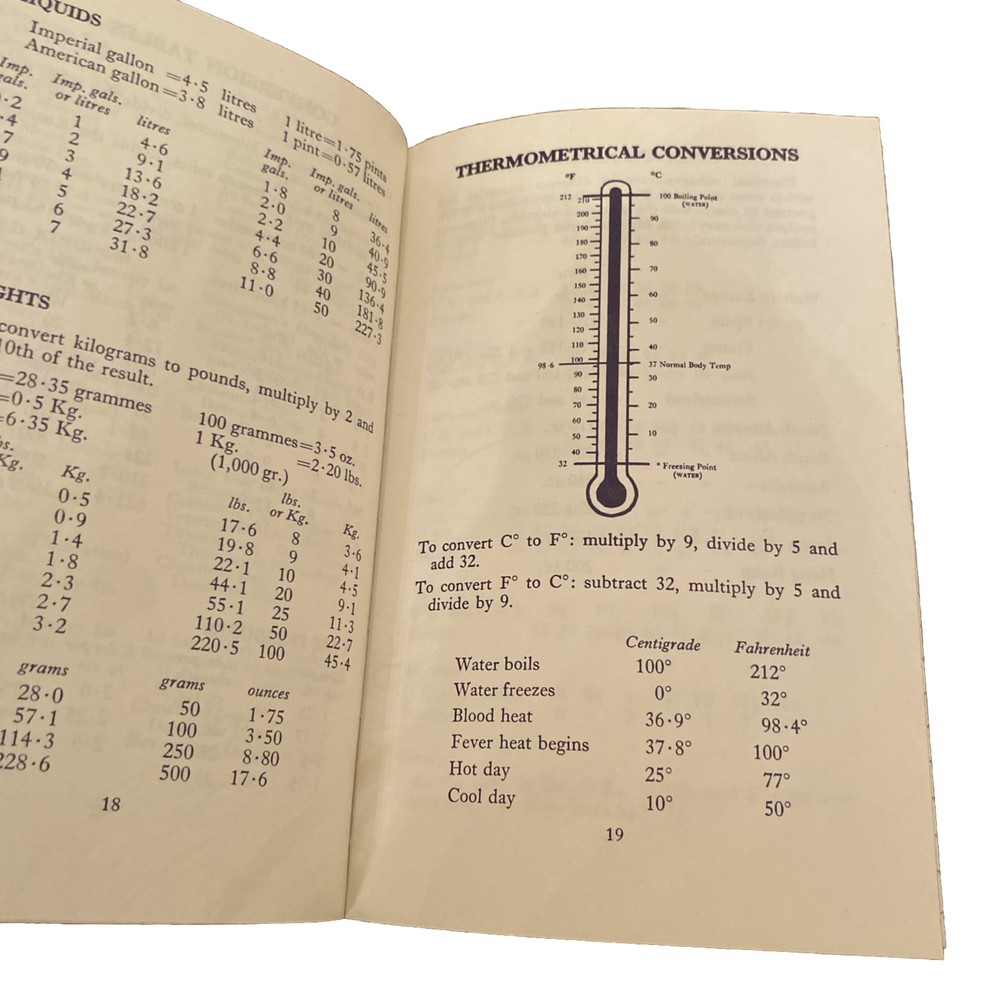 LIQUIDS
Imperial gallon =4·5 litres
American gallon=3·8 litres
1 litre=1·75 pints
1 pint=0·57 litres
Imp. gals. Imp. gals. or litres litres
·2 1 4·6
·4 2 9·1
·7 3 13·6
·9 4 18·2
5 22·7
6 27·3
7 31·8
Imp. gals. Imp. gals. or litres litres
1·8 8 36·4
2·0 9 40·9
2·2 10 45·5
4·4 20 90·9
6·6 30 136·4
8·8 40 181·8
11·0 50 227·3
GHTS
convert kilograms to pounds, multiply by 2 and
10th of the result.
=28·35 grammes
=0·5 Kg.
=6·35 Kg.
100 grammes=3·5 oz.
1 Kg.
(1,000 gr.) =2·20 lbs.
Kg. Kg.
0·5
0·9
1·4
1·8
2·3
2·7
3·2
lbs. lbs. or Kg. Kg.
17·6 8 3·6
19·8 9 4·1
22·1 10 4·5
44·1 20 9·1
55·1 25 11·3
110·2 50 22·7
220·5 100 45·4
grams
28·0
57·1
114·3
228·6
grams ounces
50 1·75
100 3·50
250 8·80
500 17·6
18
THERMOMETRICAL CONVERSIONS
°F °C
212 210 100 Boiling Point
(WATER)
200
190 90
180 80
170
160 70
150 60
140
130 50
120
110 40
100
98·6 37 Normal Body Temp
90 30
80
70 20
60
50 10
40
32 ° Freezing Point
(WATER)
To convert C° to F°: multiply by 9, divide by 5 and
add 32.
To convert F° to C°: subtract 32, multiply by 5 and
divide by 9.
Centigrade Fahrenheit
Water boils 100° 212°
Water freezes 0° 32°
Blood heat 36·9° 98·4°
Fever heat begins 37·8° 100°
Hot day 25° 77°
Cool day 10° 50°
19